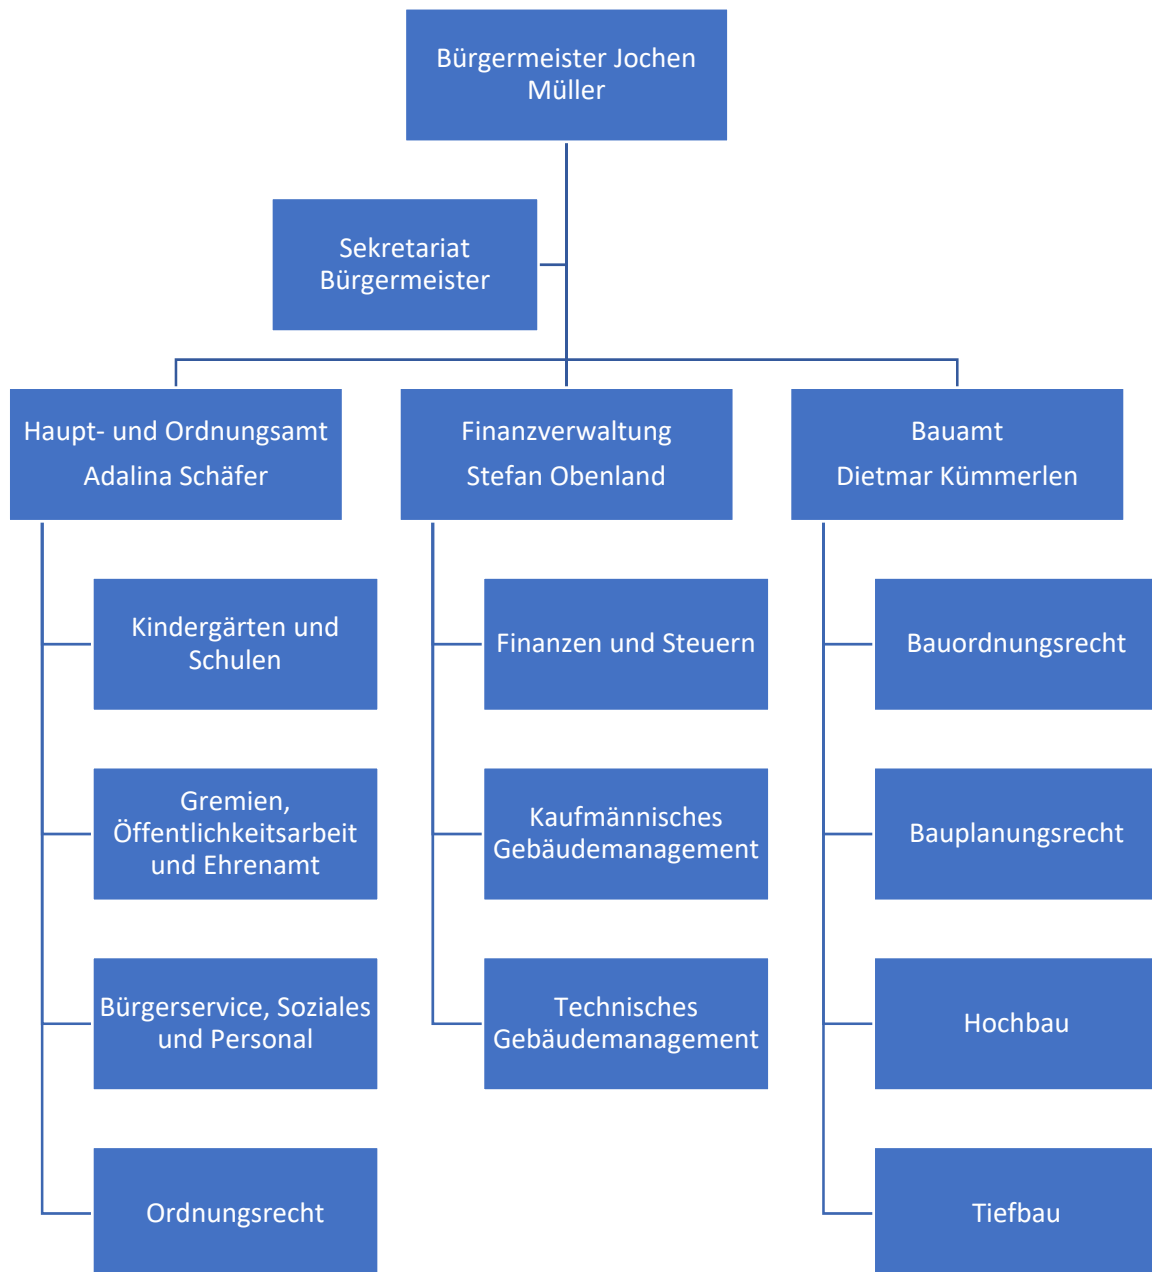 Bürgermeister Jochen
Müller
Sekretariat
Bürgermeister
Haupt- und Ordnungsamt
Adalina Schäfer
Finanzverwaltung
Stefan Obenland
Bauamt
Dietmar Kümmerlen
Kindergärten und
Schulen
Finanzen und Steuern
Bauordnungsrecht
Gremien,
Öffentlichkeitsarbeit
und Ehrenamt
Kaufmännisches
Gebäudemanagement
Bauplanungsrecht
Bürgerservice, Soziales
und Personal
Technisches
Gebäudemanagement
Hochbau
Ordnungsrecht
Tiefbau